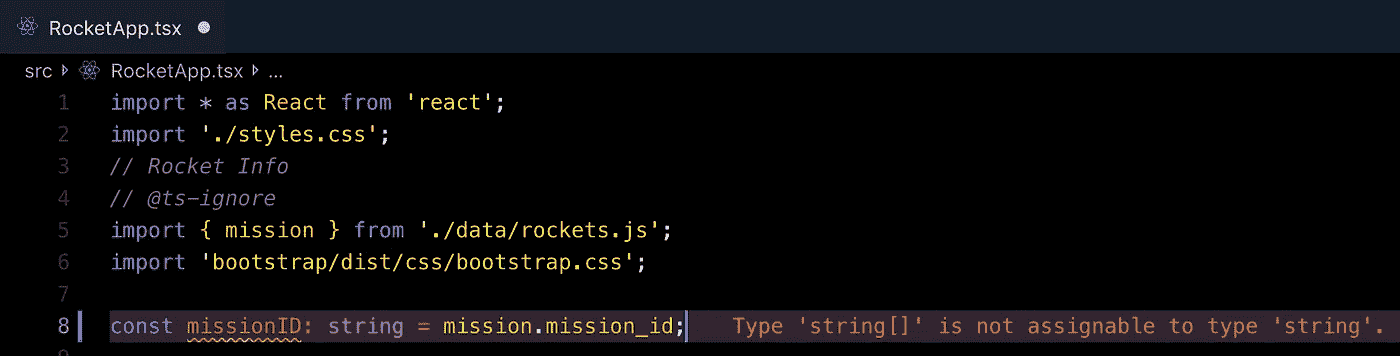 RocketApp.tsx
src RocketApp.tsx ...
1 import * as React from 'react';
2 import './styles.css';
3 // Rocket Info
4 // @ts-ignore
5 import { mission } from './data/rockets.js';
6 import 'bootstrap/dist/css/bootstrap.css';
7
8 const missionID: string = mission.mission_id; Type 'string[]' is not assignable to type 'string'.
9